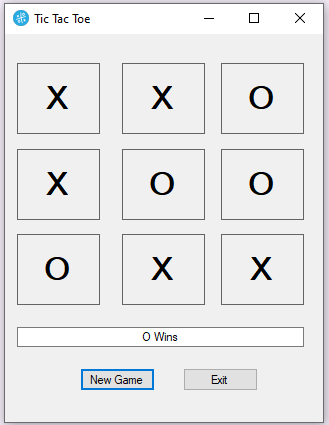 Tic Tac Toe
X X O
X O O
O X X
O Wins
New Game Exit